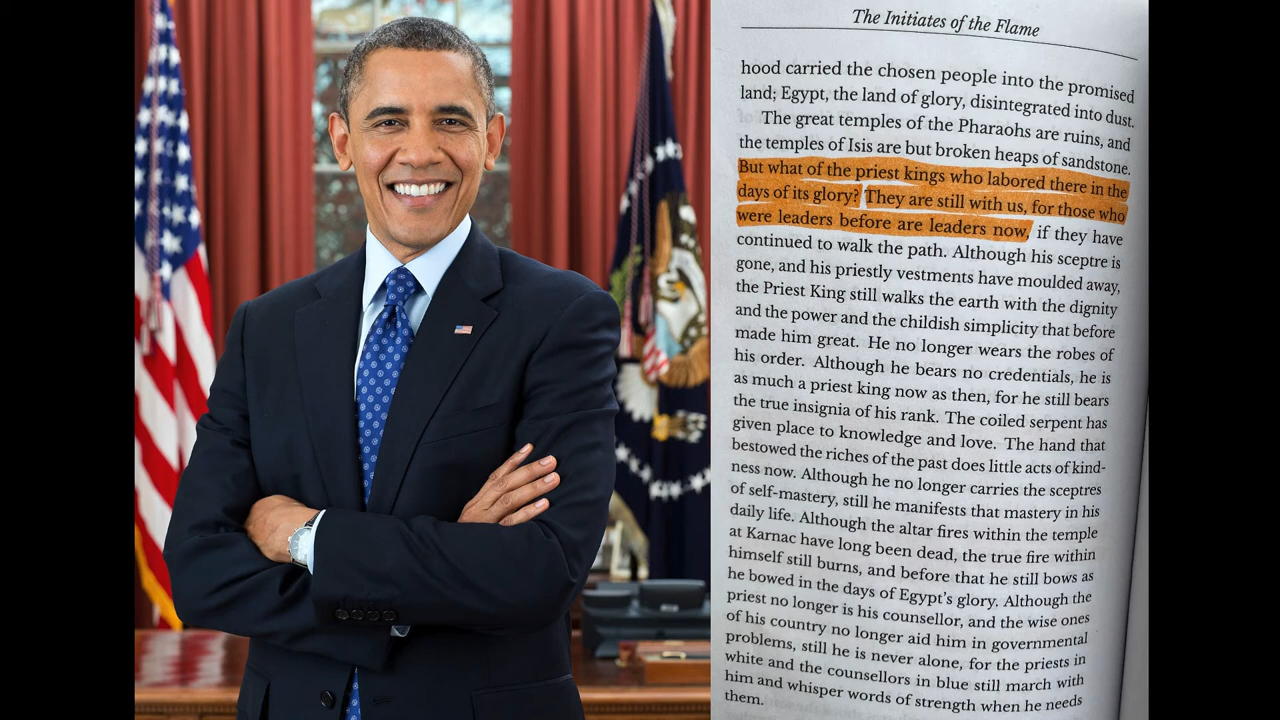 The Initiates of the Flame
hood carried the chosen people into the promised
land; Egypt, the land of glory, disintegrated into dust.
The great temples of the Pharaohs are ruins, and
the temples of Isis are but broken heaps of sandstone.
But what of the priest kings who labored there in the
days of its glory? They are still with us, for those who
were leaders before are leaders now, if they have
continued to walk the path. Although his sceptre is
gone, and his priestly vestments have moulded away,
the Priest King still walks the earth with the dignity
and the power and the childish simplicity that before
made him great. He no longer wears the robes of
his order. Although he bears no credentials, he is
as much a priest king now as then, for he still bears
the true insignia of his rank. The coiled serpent has
given place to knowledge and love. The hand that
bestowed the riches of the past does little acts of kind-
ness now. Although he no longer carries the sceptres
of self-mastery, still he manifests that mastery in his
daily life. Although the altar fires within the temple
at Karnac have long been dead, the true fire within
himself still burns, and before that he still bows as
he bowed in the days of Egypt's glory. Although the
priest no longer is his counsellor, and the wise ones
of his country no longer aid him in governmental
problems, still he is never alone, for the priests in
white and the counsellors in blue still march with
him and whisper words of strength when he needs
them.